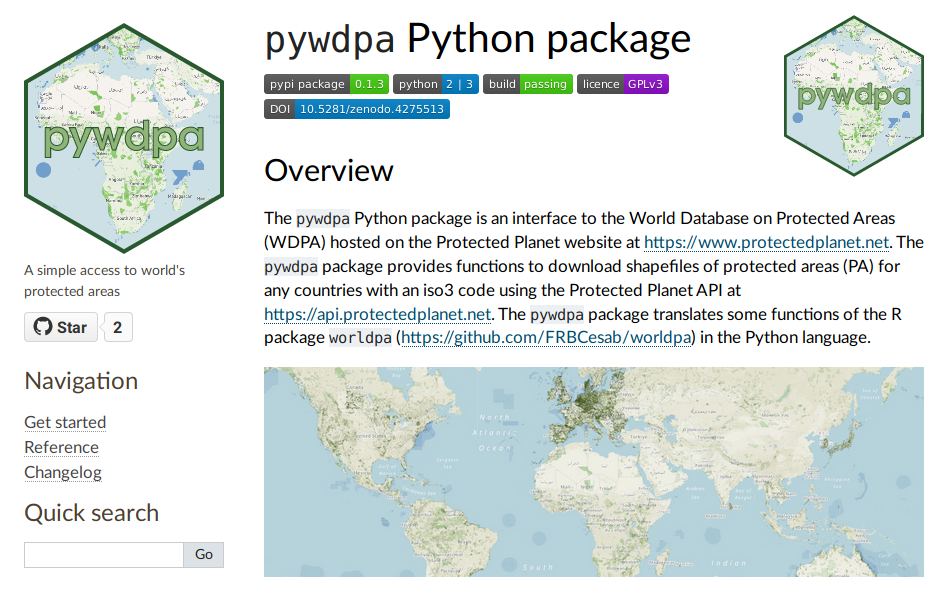 pywdpa
A simple access to world's
protected areas
Star 2
Navigation
Get started
Reference
Changelog
Quick search
Go
pywdpa Python package
pypi package 0.1.3 python 2 | 3 build passing licence GPLv3
DOI 10.5281/zenodo.4275513
pywdpa
Overview
The pywdpa Python package is an interface to the World Database on Protected Areas
(WDPA) hosted on the Protected Planet website at https://www.protectedplanet.net. The
pywdpa package provides functions to download shapefiles of protected areas (PA) for
any countries with an iso3 code using the Protected Planet API at
https://api.protectedplanet.net. The pywdpa package translates some functions of the R
package worldpa (https://github.com/FRBCesab/worldpa) in the Python language.
North
Atlantic
Ocean
South
Indian